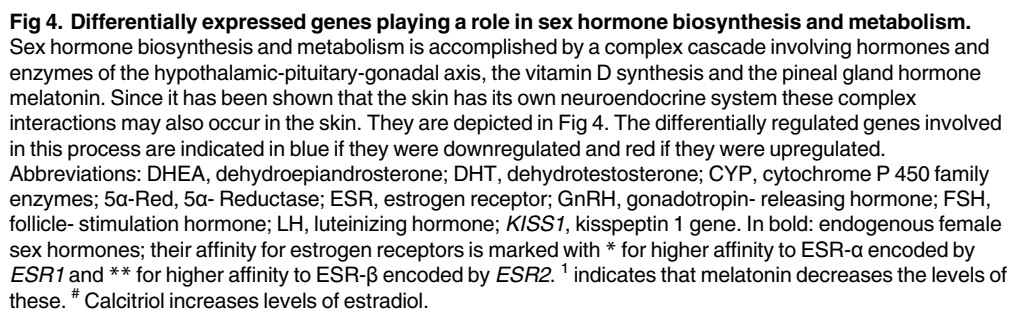 Fig 4. Differentially expressed genes playing a role in sex hormone biosynthesis and metabolism.
Sex hormone biosynthesis and metabolism is accomplished by a complex cascade involving hormones and
enzymes of the hypothalamic-pituitary-gonadal axis, the vitamin D synthesis and the pineal gland hormone
melatonin. Since it has been shown that the skin has its own neuroendocrine system these complex
interactions may also occur in the skin. They are depicted in Fig 4. The differentially regulated genes involved
in this process are indicated in blue if they were downregulated and red if they were upregulated.
Abbreviations: DHEA, dehydroepiandrosterone; DHT, dehydrotestosterone; CYP, cytochrome P 450 family
enzymes; 5α-Red, 5α- Reductase; ESR, estrogen receptor; GnRH, gonadotropin- releasing hormone; FSH,
follicle- stimulation hormone; LH, luteinizing hormone; KISS1, kisspeptin 1 gene. In bold: endogenous female
sex hormones; their affinity for estrogen receptors is marked with * for higher affinity to ESR-α encoded by
ESR1 and ** for higher affinity to ESR-β encoded by ESR2. ¹ indicates that melatonin decreases the levels of
these. # Calcitriol increases levels of estradiol.